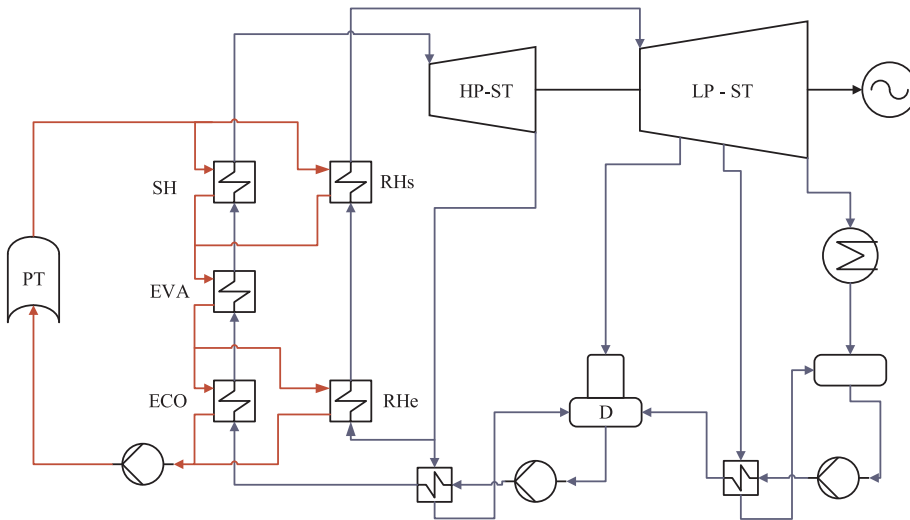 HP-ST
LP - ST
SH
RHs
PT
EVA
ECO
RHe
D